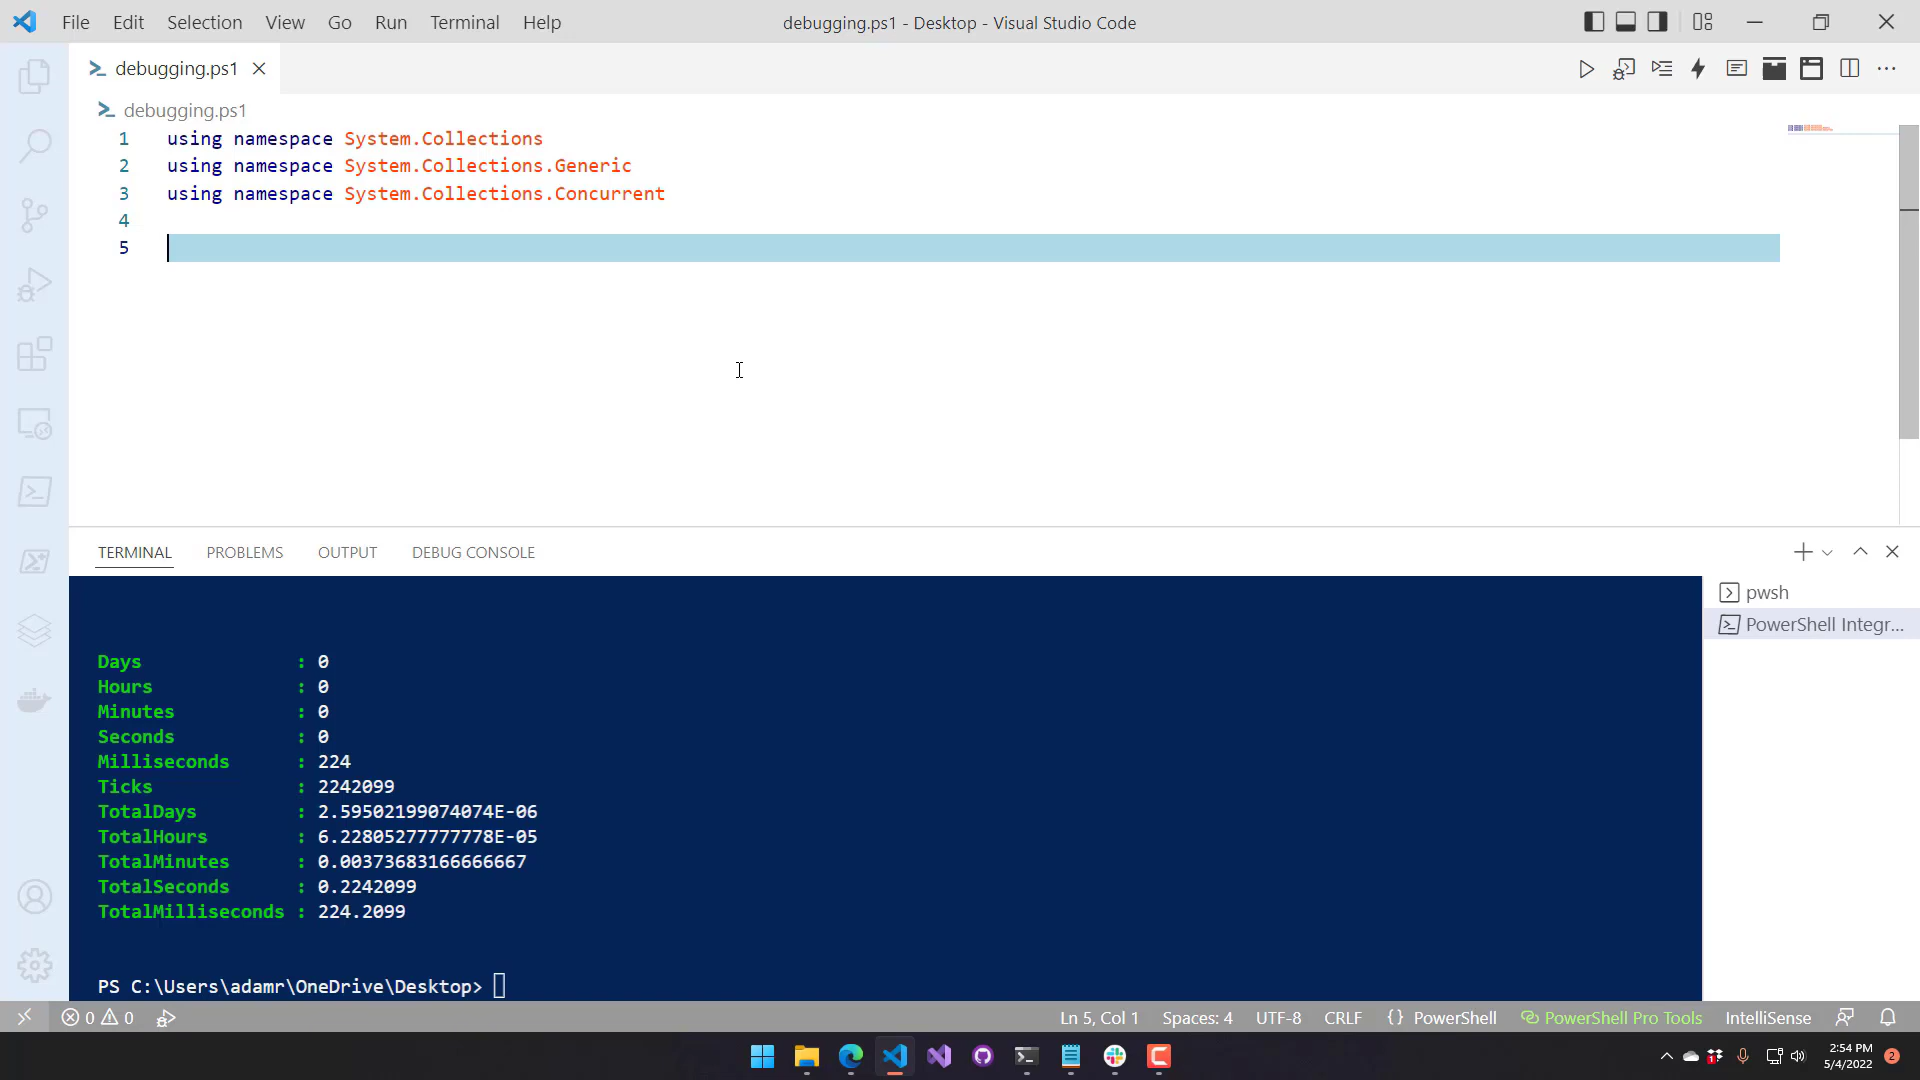 File Edit Selection View Go Run Terminal Help
debugging.ps1 - Desktop - Visual Studio Code
debugging.ps1
debugging.ps1
1 using namespace System.Collections
2 using namespace System.Collections.Generic
3 using namespace System.Collections.Concurrent
4
5
TERMINAL PROBLEMS OUTPUT DEBUG CONSOLE
pwsh
PowerShell Integr...
Days : 0
Hours : 0
Minutes : 0
Seconds : 0
Milliseconds : 224
Ticks : 2242099
TotalDays : 2.59502199074074E-06
TotalHours : 6.22805277777778E-05
TotalMinutes : 0.00373683166666667
TotalSeconds : 0.2242099
TotalMilliseconds : 224.2099
PS C:\Users\adamr\OneDrive\Desktop>
0 0 Ln 5, Col 1 Spaces: 4 UTF-8 CRLF {} PowerShell PowerShell Pro Tools IntelliSense
2:54 PM
5/4/2022
2